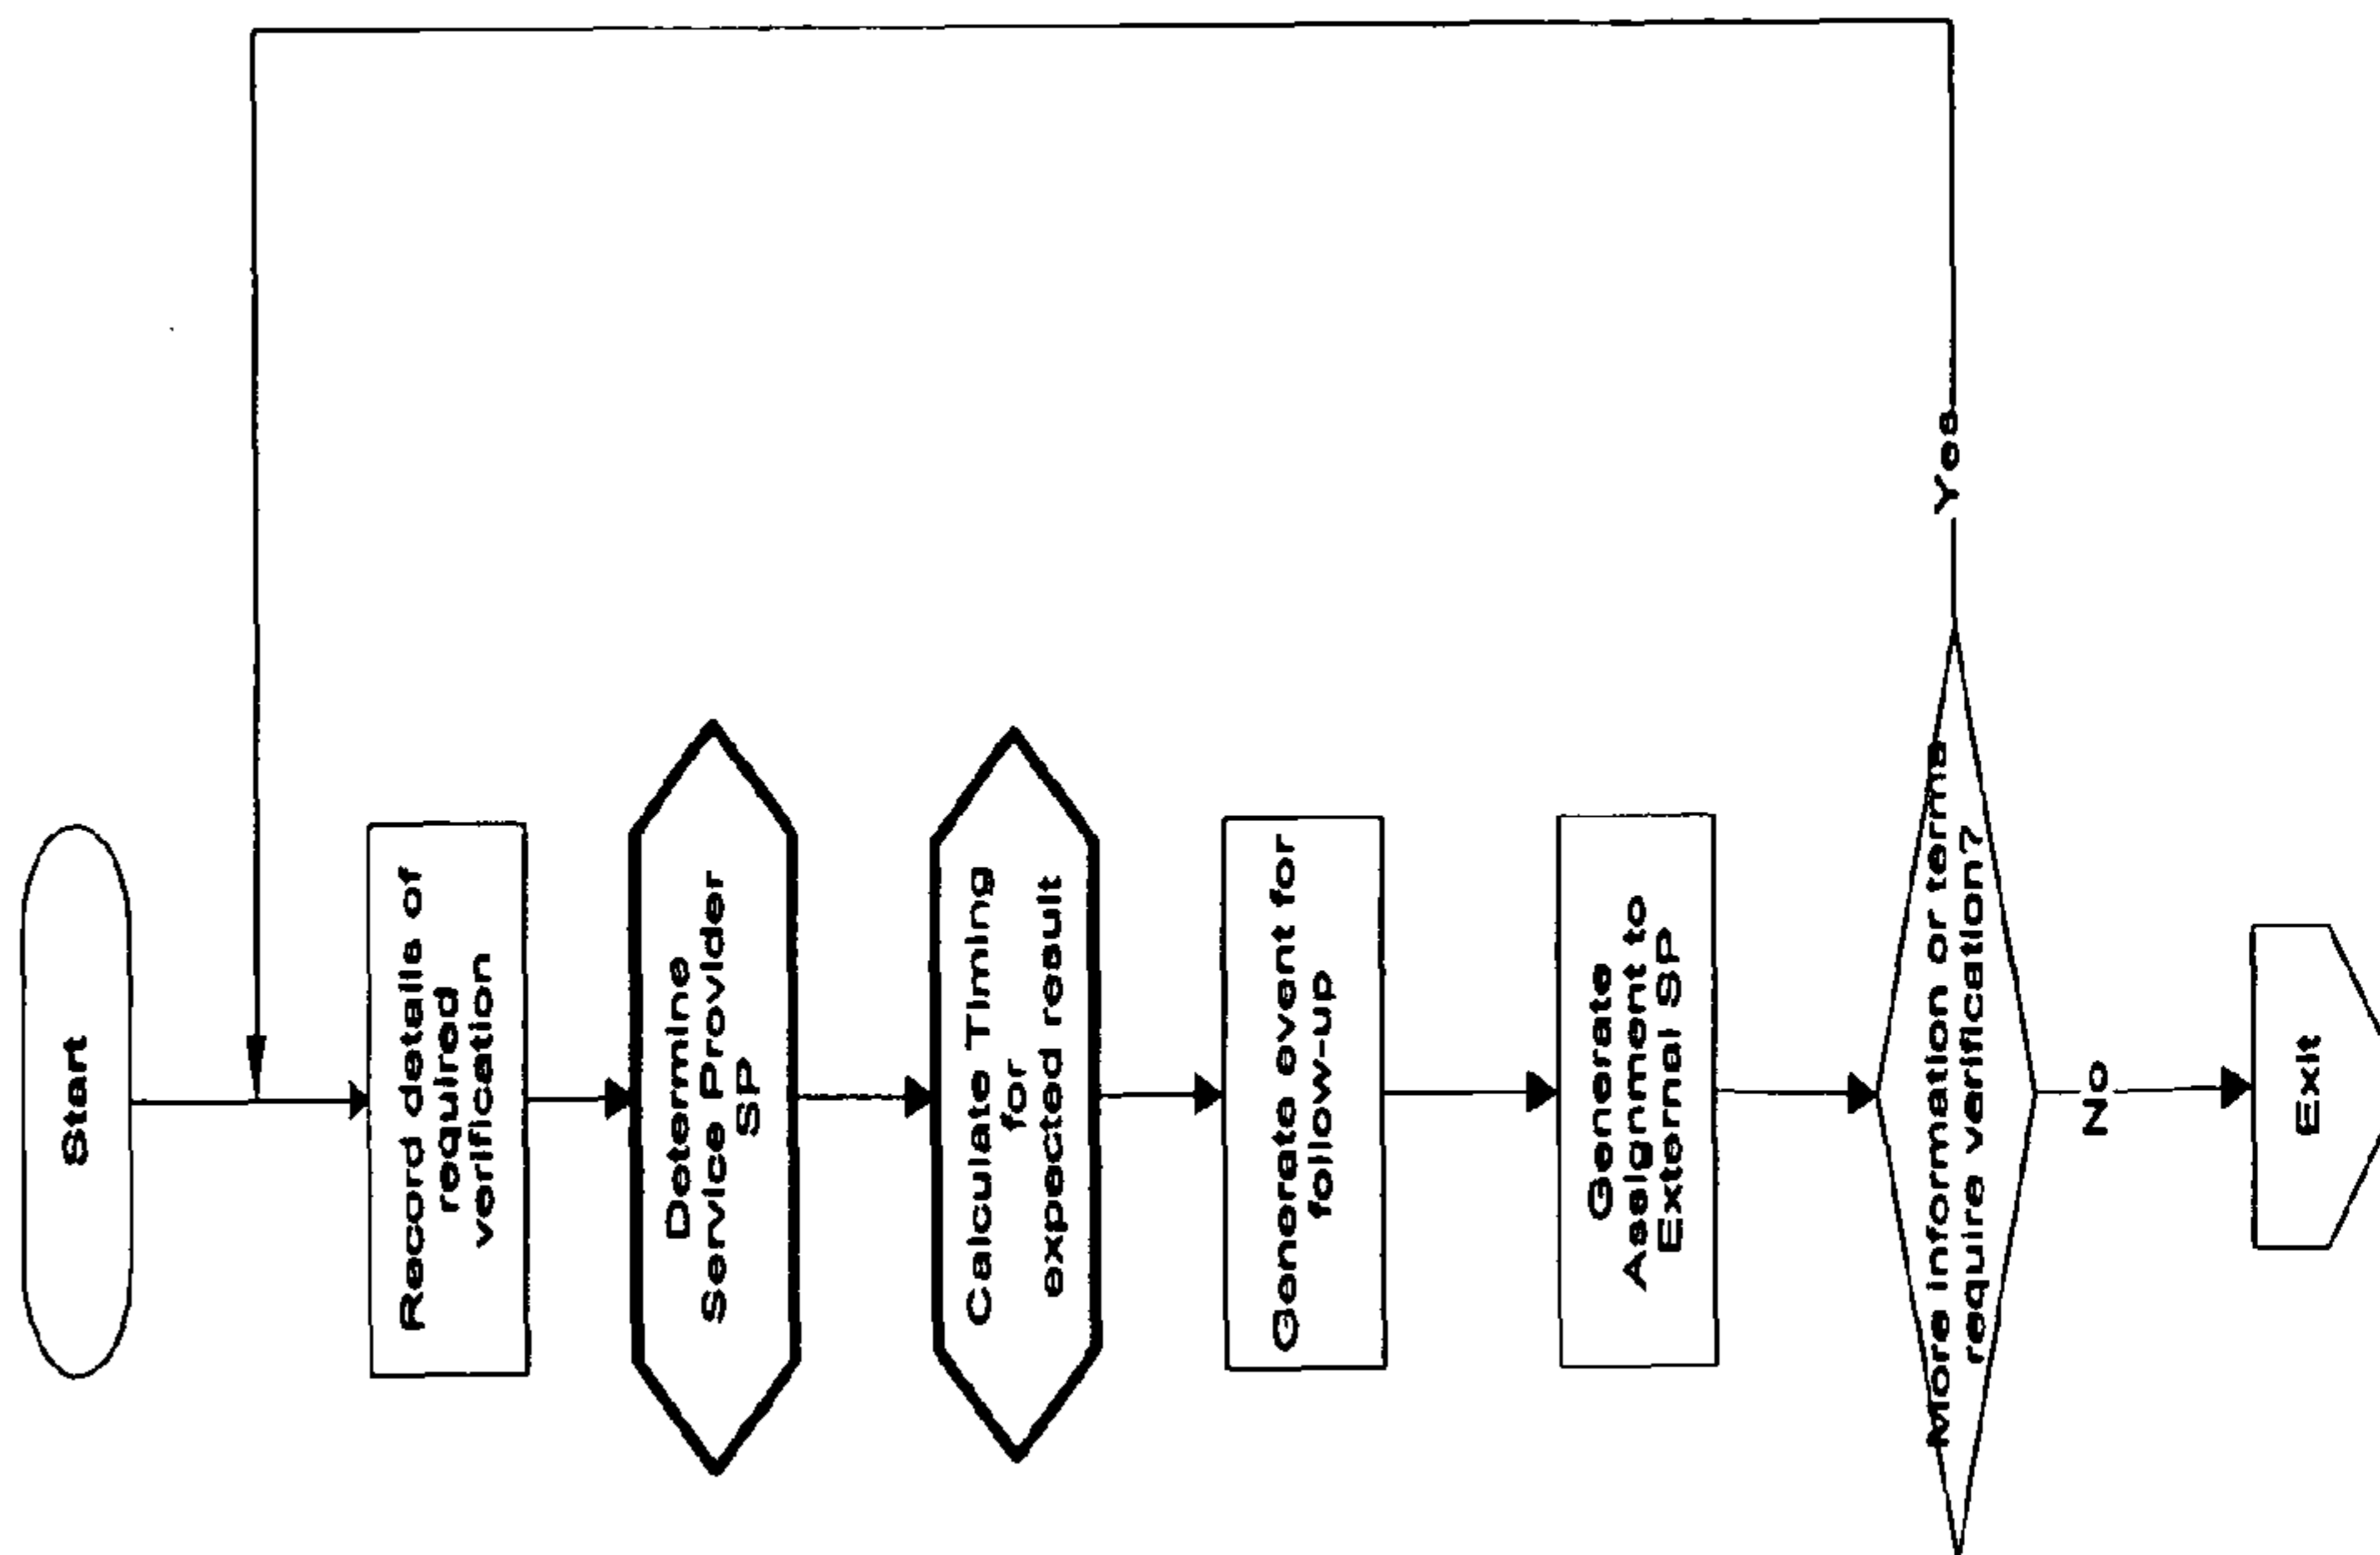 Start
Record details of
required
verification
Determine
Service Provider
SP
Calculate Timing
for
expected result
Generate event for
follow-up
Generate
Assignment to
External SP
More information or terms
require verification?
Yes
No
Exit